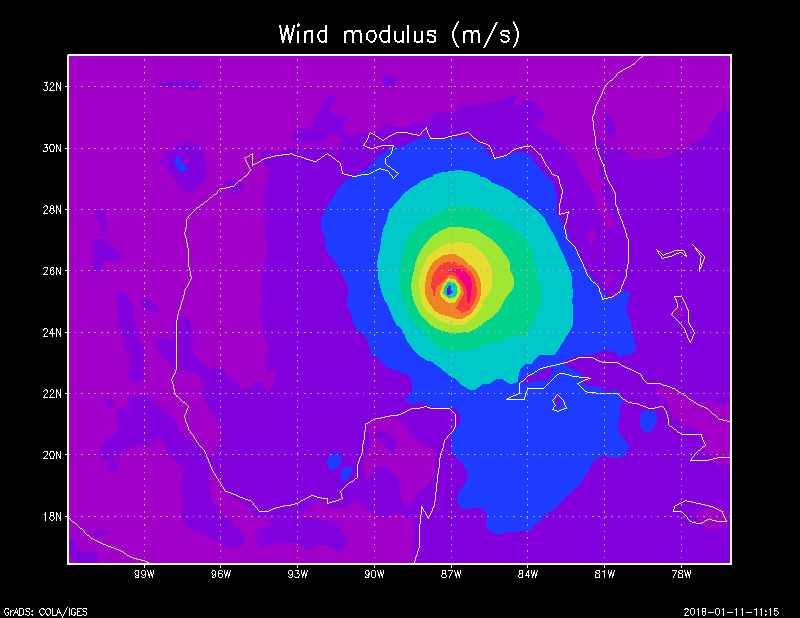 Wind modulus (m/s)
32N
30N
28N
26N
24N
22N
20N
18N
99W 96W 93W 90W 87W 84W 81W 78W
GrADS: COLA/IGES 2018-01-11-11:15